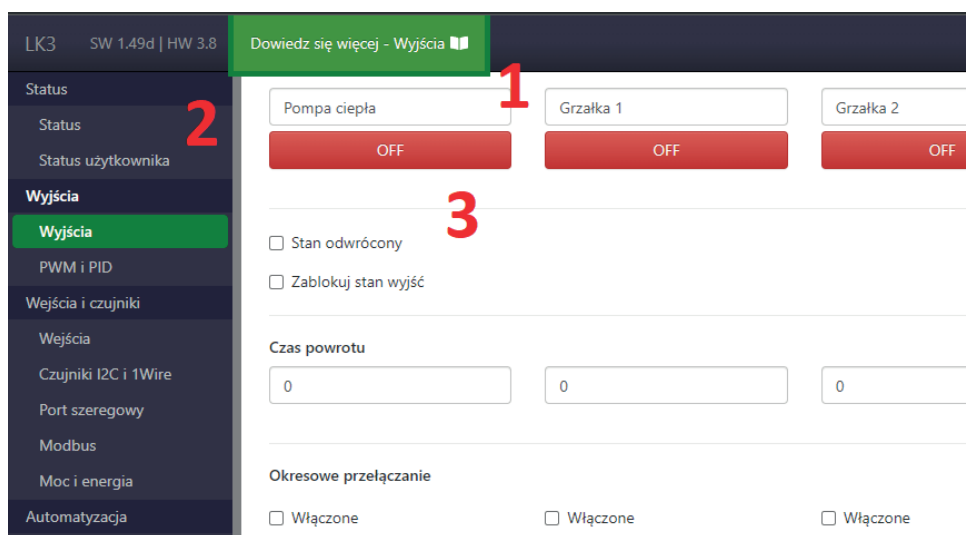 LK3 SW 1.49d | HW 3.8 Dowiedz się więcej - Wyjścia
1
2
3
Status
Status
Status użytkownika
Wyjścia
Wyjścia
PWM i PID
Wejścia i czujniki
Wejścia
Czujniki I2C i 1Wire
Port szeregowy
Modbus
Moc i energia
Automatyzacja
Pompa ciepła Grzałka 1 Grzałka 2
OFF OFF OFF
Stan odwrócony
Zablokuj stan wyjść
Czas powrotu
0 0 0
Okresowe przełączanie
Włączone Włączone Włączone